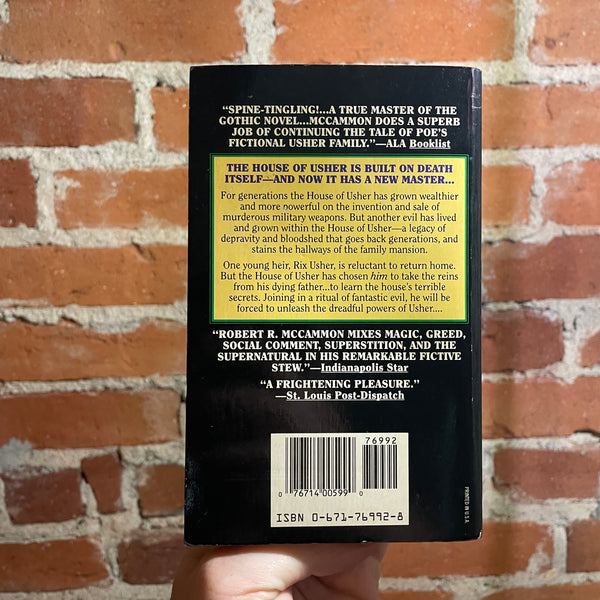 “SPINE-TINGLING!...A TRUE MASTER OF THE
GOTHIC NOVEL...MCCAMMON DOES A SUPERB
JOB OF CONTINUING THE TALE OF POE’S
FICTIONAL USHER FAMILY.”—ALA Booklist
THE HOUSE OF USHER IS BUILT ON DEATH
ITSELF—AND NOW IT HAS A NEW MASTER...
For generations the House of Usher has grown wealthier
and more powerful on the invention and sale of
murderous military weapons. But another evil has lived
and grown within the House of Usher—a legacy of
depravity and bloodshed that goes back generations, and
stains the hallways of the family mansion.
One young heir, Rix Usher, is reluctant to return home.
But the House of Usher has chosen him to take the reins
from his dying father...to learn the house’s terrible
secrets. Joining in a ritual of fantastic evil, he will be
forced to unleash the dreadful powers of Usher....
“ROBERT R. MCCAMMON MIXES MAGIC, GREED,
SOCIAL COMMENT, SUPERSTITION, AND THE
SUPERNATURAL IN HIS REMARKABLE FICTIVE
STEW.”—Indianapolis Star
“A FRIGHTENING PLEASURE.”
—St. Louis Post-Dispatch
76992
0 76714 00599 0
ISBN 0-671-76992-8
PRINTED IN U.S.A.